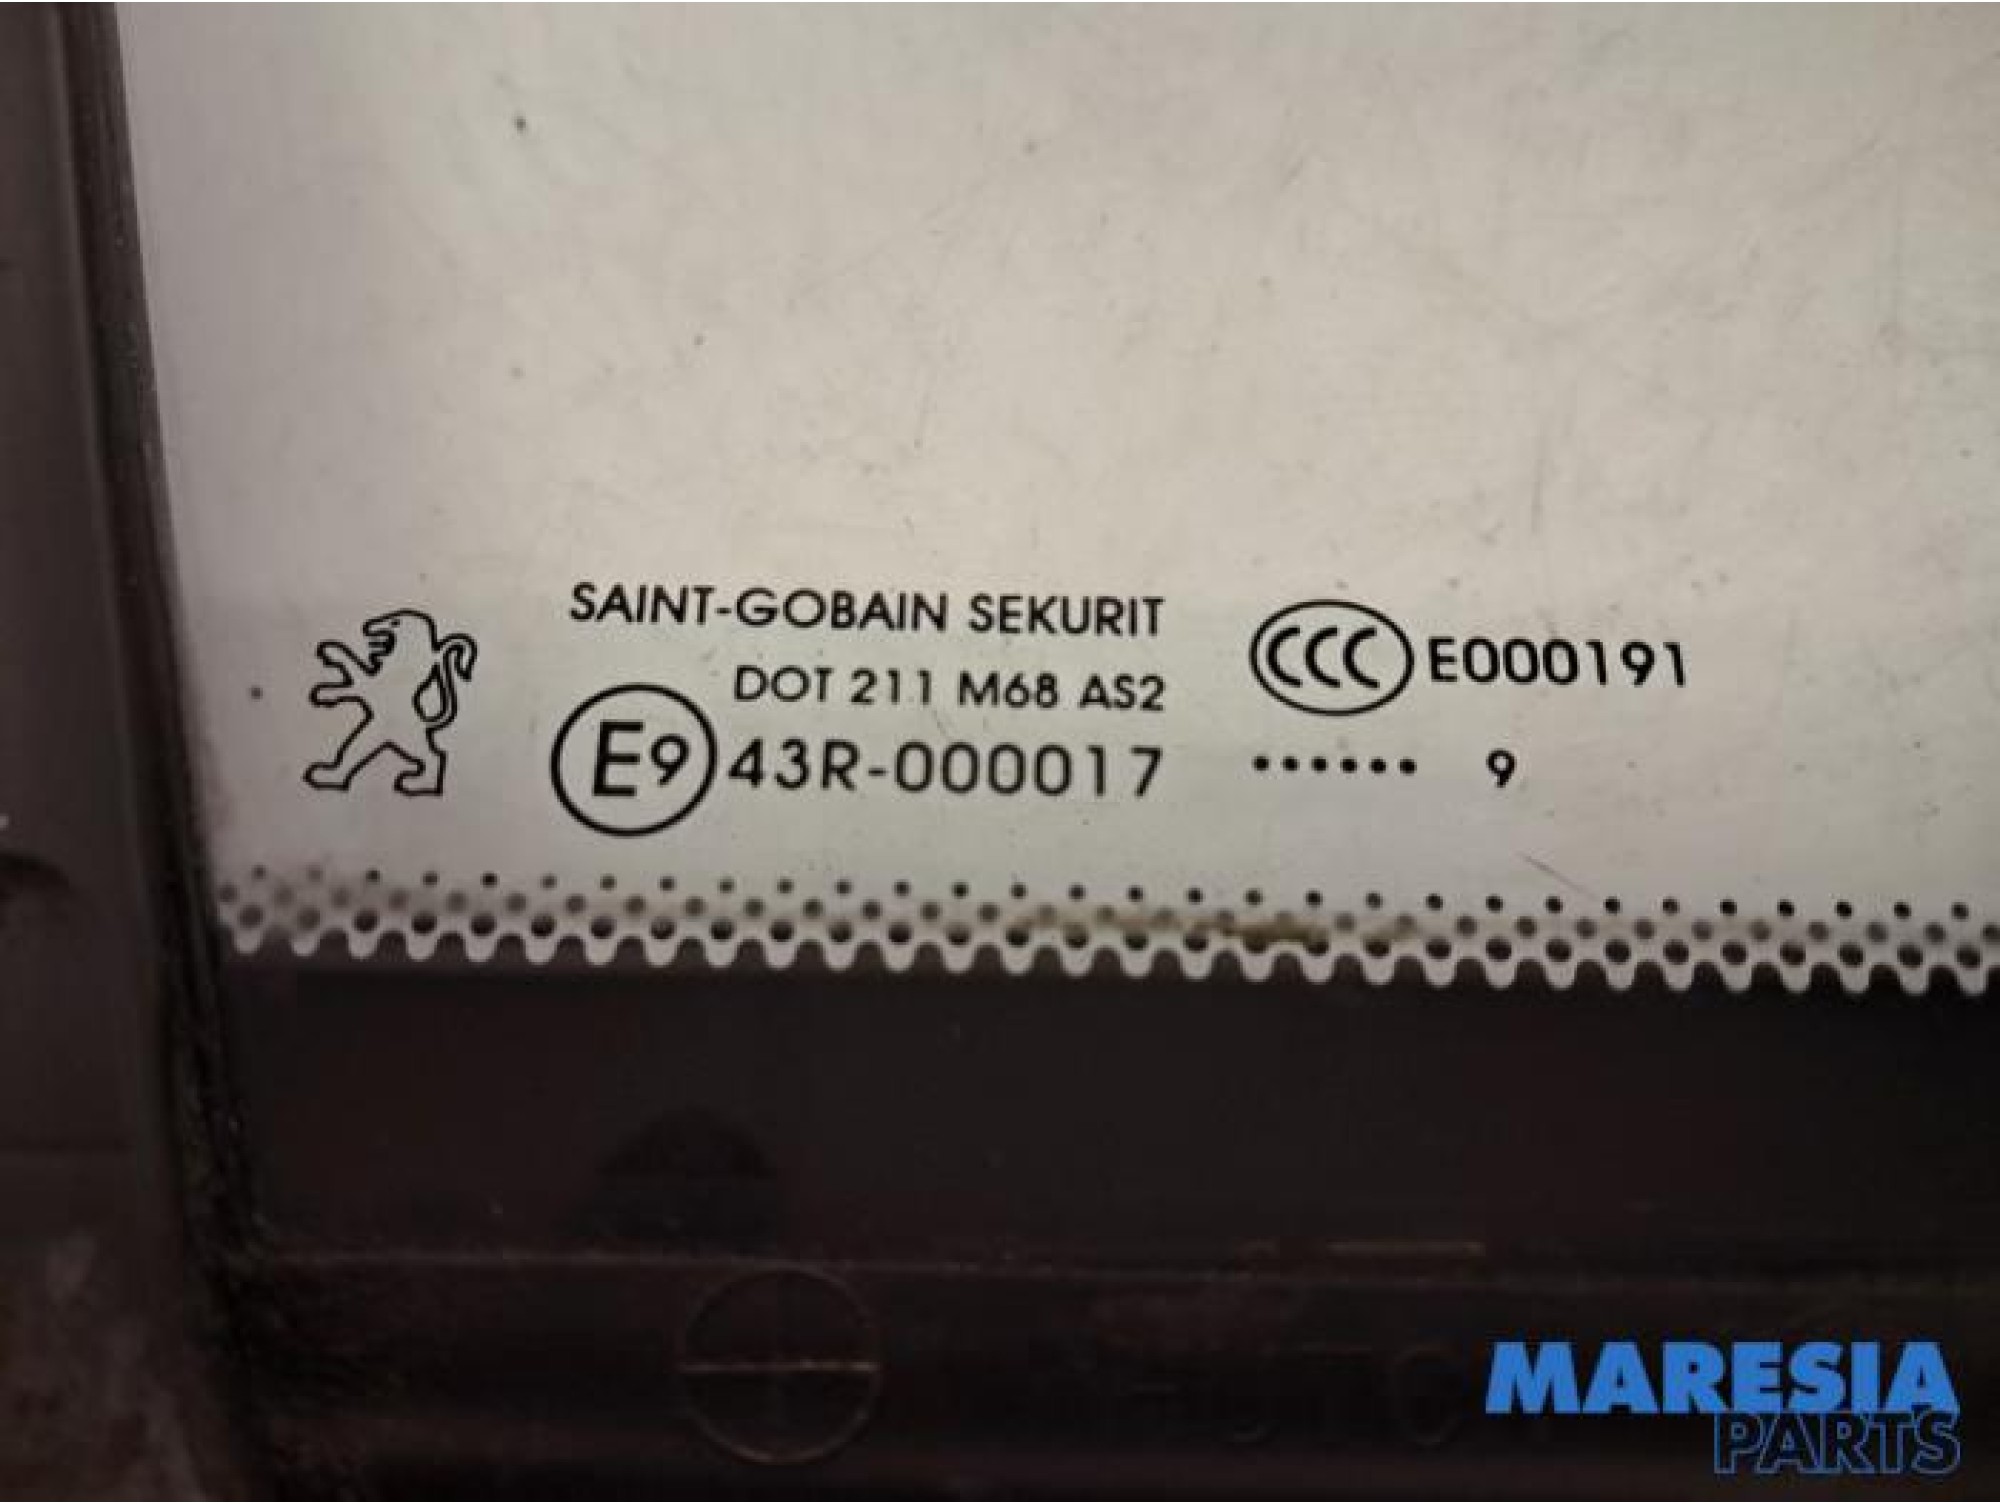 SAINT-GOBAIN SEKURIT
DOT 211 M68 AS2
E9 43R-000017
CCC E000191
...... 9
MARESIA
PARTS